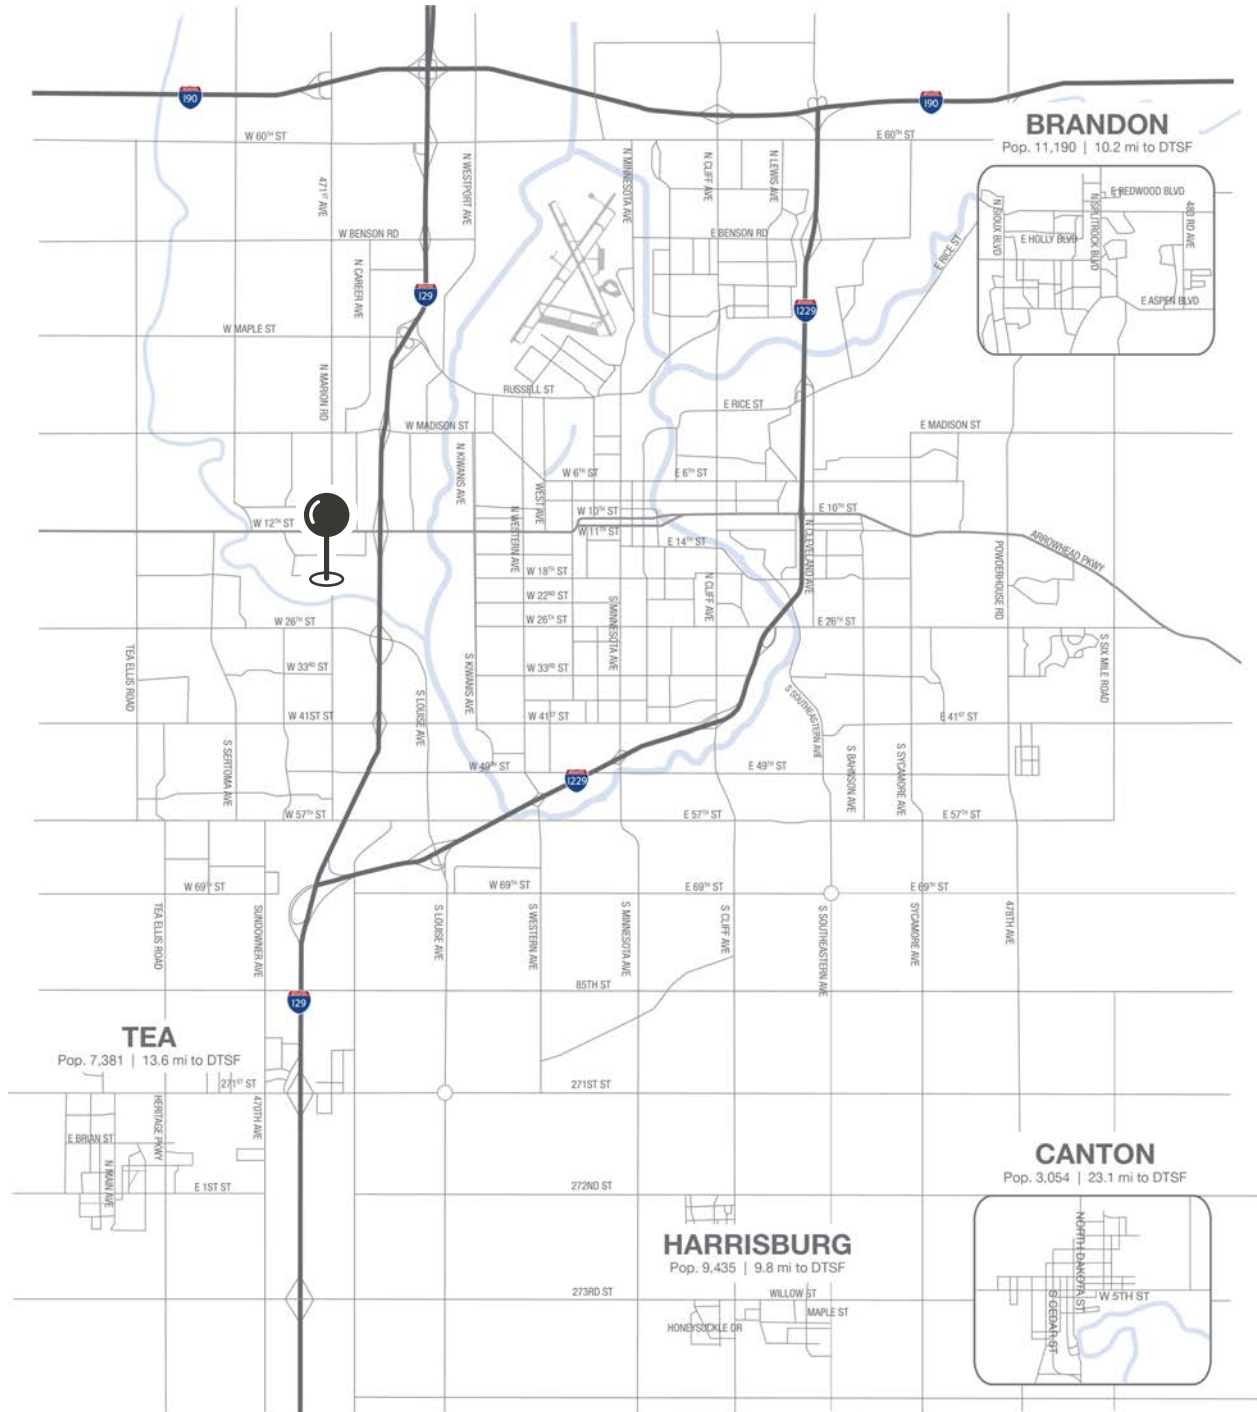 190
190
BRANDON
Pop. 11,190 | 10.2 mi to DTSF
W 60TH ST
E 60TH ST
471ST AVE
N WESTPORT AVE
N MINNESOTA AVE
N CLIFF AVE
N LEWIS AVE
E REDWOOD BLVD
N SIOUX BLVD
N SPLITROCK BLVD
483 RD AVE
E HOLLY BLVD
E ASPEN BLVD
W BENSON RD
E BENSON RD
E RICE ST
N CAREER AVE
129
1229
W MAPLE ST
N MARION RD
RUSSELL ST
E RICE ST
W MADISON ST
E MADISON ST
N KIWANIS AVE
W 6TH ST
E 6TH ST
WEST AVE
N WESTERN AVE
W 10TH ST
E 10TH ST
W 12TH ST
W 11TH ST
E 14TH ST
N CLEVELAND AVE
ARROWHEAD PKWY
POWDERHOUSE RD
W 18TH ST
N CLIFF AVE
W 22ND ST
S MINNESOTA AVE
W 26TH ST
W 26TH ST
E 26TH ST
TEA ELLIS ROAD
S KIWANIS AVE
S SIX MILE ROAD
W 33RD ST
W 33RD ST
S LOUISE AVE
S SOUTHEASTERN AVE
W 41ST ST
W 41ST ST
E 41ST ST
S SERTOMA AVE
S BAHNSON AVE
S SYCAMORE AVE
W 49TH ST
E 49TH ST
1229
W 57TH ST
E 57TH ST
E 57TH ST
W 69TH ST
W 69TH ST
E 69TH ST
E 69TH ST
TEA ELLIS ROAD
SUNDOWNER AVE
S LOUISE AVE
S WESTERN AVE
S MINNESOTA AVE
S CLIFF AVE
S SOUTHEASTERN AVE
SYCAMORE AVE
478TH AVE
85TH ST
129
TEA
Pop. 7,381 | 13.6 mi to DTSF
271ST ST
271ST ST
HERITAGE PKWY
470TH AVE
E BRIAN ST
N MAIN AVE
E 1ST ST
272ND ST
CANTON
Pop. 3,054 | 23.1 mi to DTSF
NORTH DAKOTA ST
S CEDAR ST
W 5TH ST
HARRISBURG
Pop. 9,435 | 9.8 mi to DTSF
273RD ST
WILLOW ST
MAPLE ST
HONEYSUCKLE DR